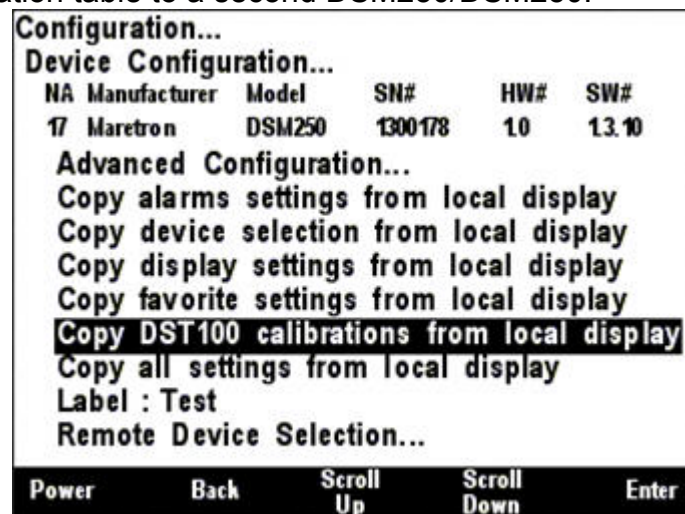 Configuration...
Device Configuration...
NA Manufacturer Model SN# HW# SW#
17 Maretron DSM250 1300178 1.0 1.3.10
Advanced Configuration...
Copy alarms settings from local display
Copy device selection from local display
Copy display settings from local display
Copy favorite settings from local display
Copy DST100 calibrations from local display
Copy all settings from local display
Label : Test
Remote Device Selection...
Power Back Scroll Up Scroll Down Enter